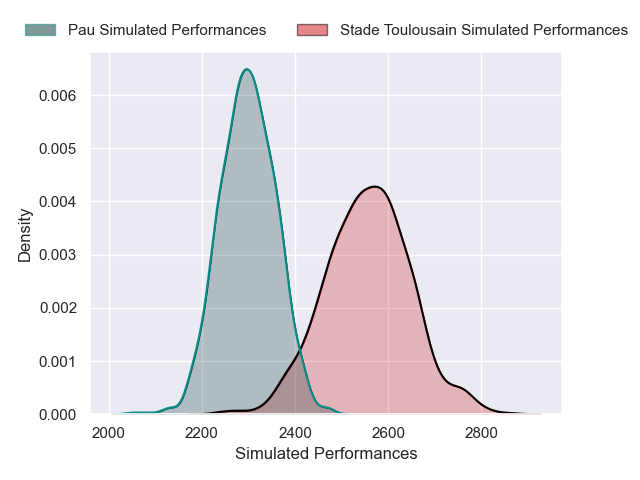 Pau Simulated Performances
Stade Toulousain Simulated Performances
Density
0.006
0.005
0.004
0.003
0.002
0.001
0.000
2000 2200 2400 2600 2800
Simulated Performances